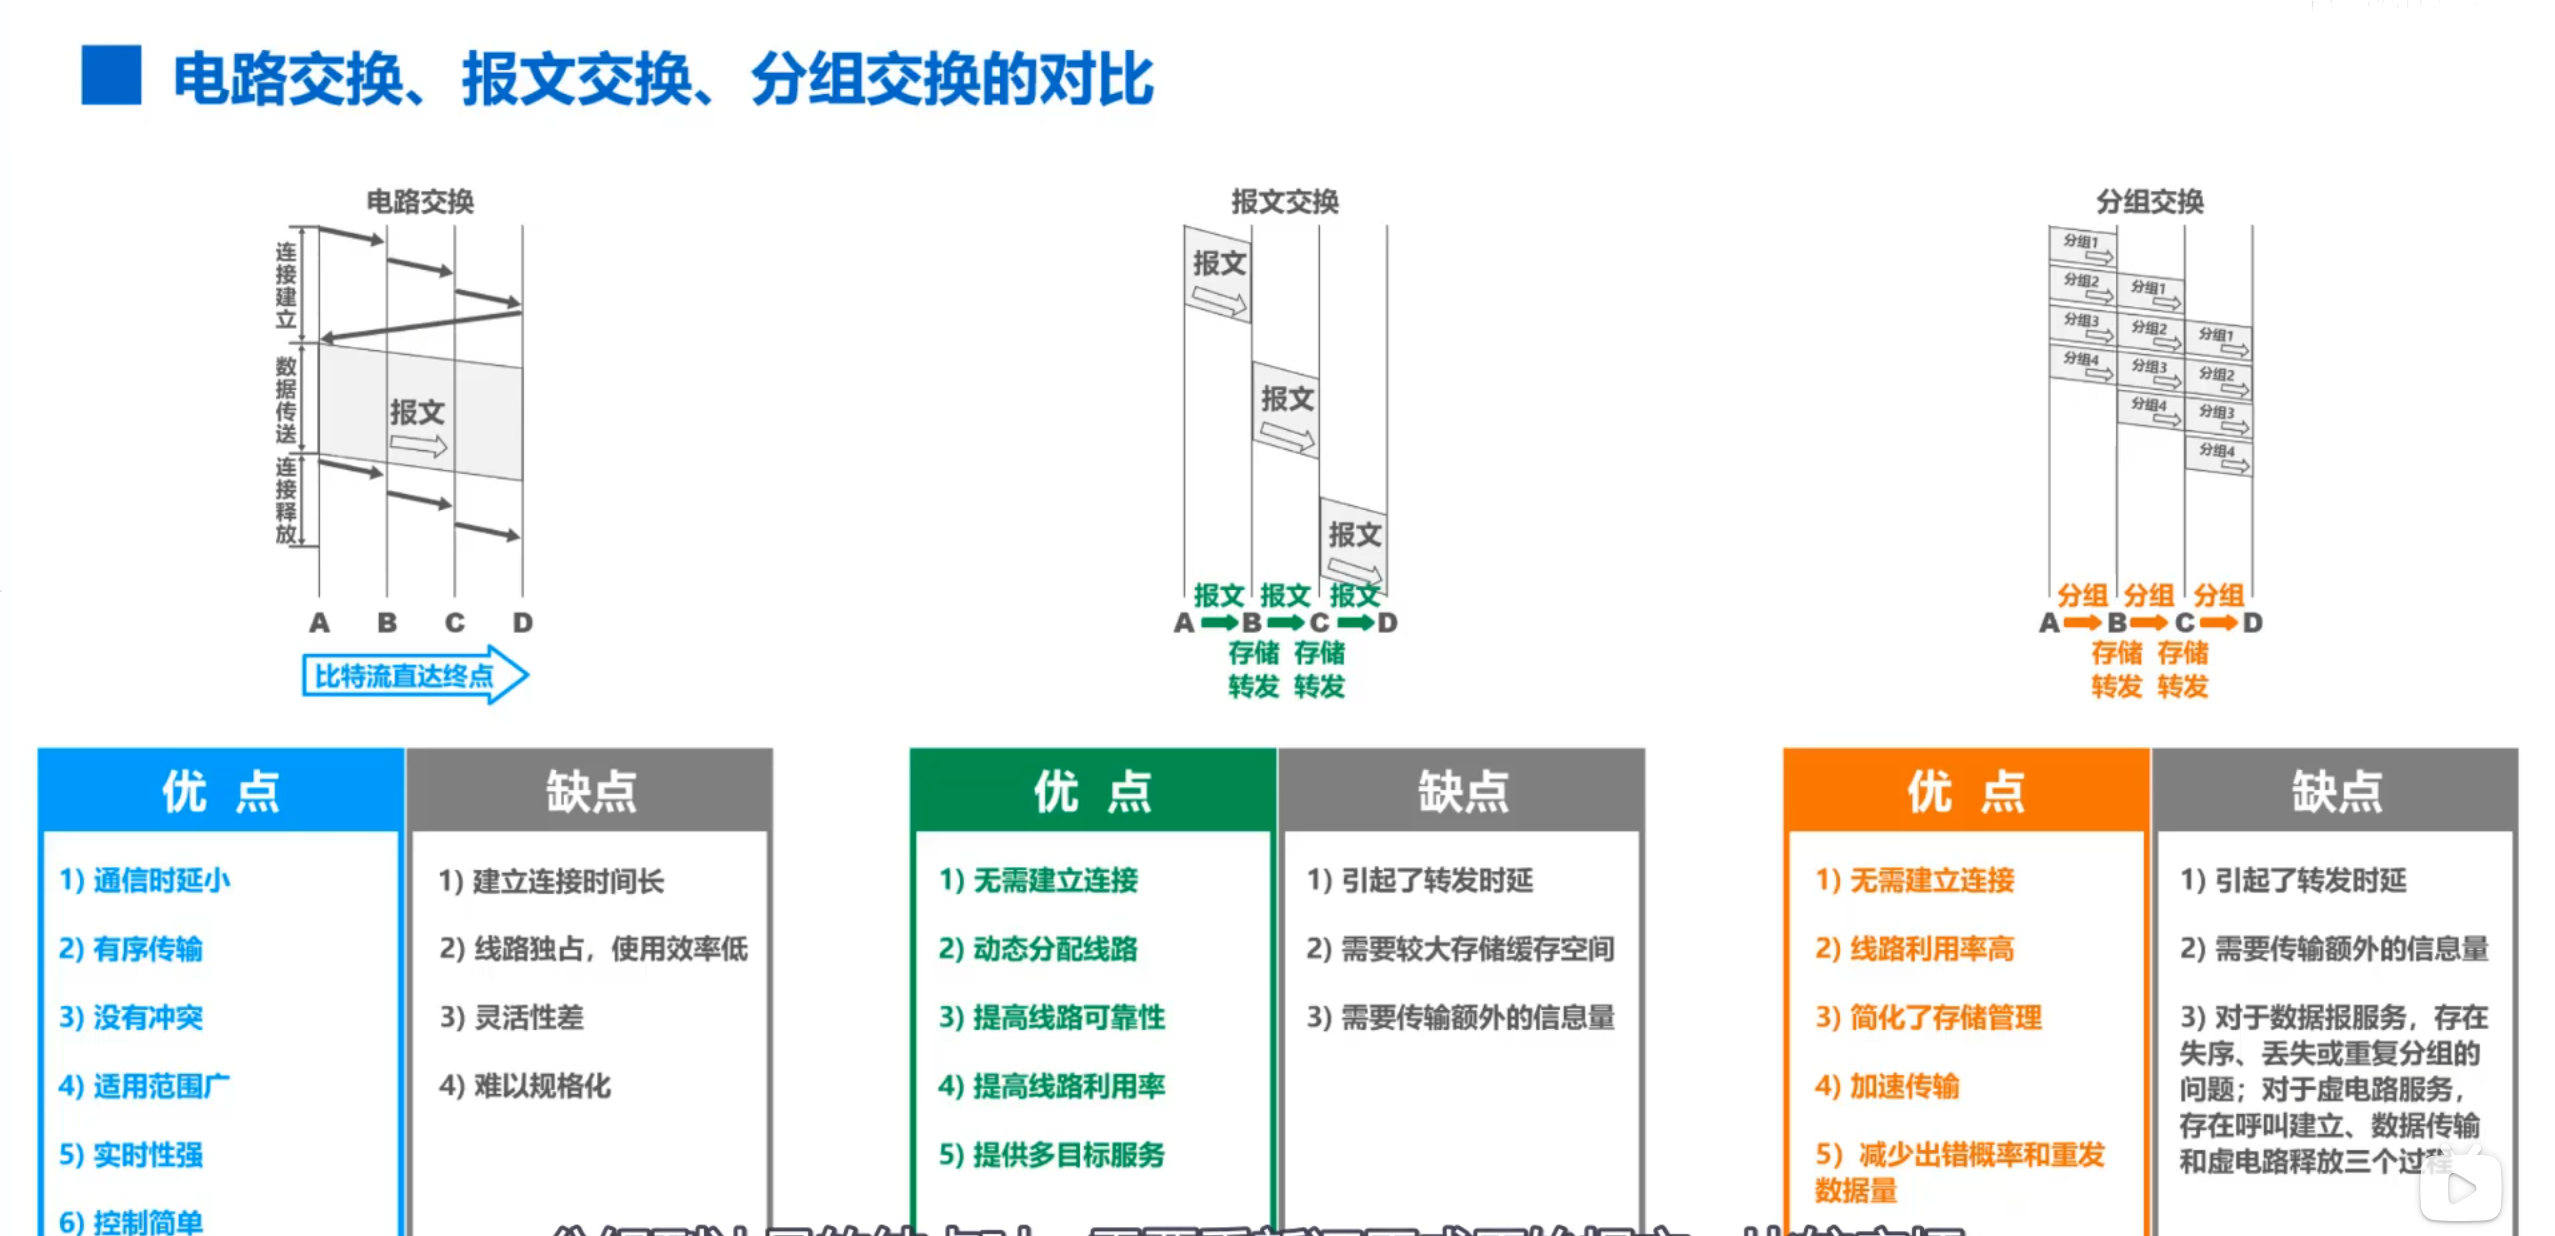 电路交换、报文交换、分组交换的对比
电路交换
连接建立
数据传送
连接释放
报文
A B C D
比特流直达终点
报文交换
报文
报文
报文
报文 报文 报文
A B C D
存储 存储
转发 转发
分组交换
分组1
分组2 分组1
分组3 分组2 分组1
分组4 分组3 分组2
分组4 分组3
分组4
分组 分组 分组
A B C D
存储 存储
转发 转发
优 点
1) 通信时延小
2) 有序传输
3) 没有冲突
4) 适用范围广
5) 实时性强
6) 控制简单
缺点
1) 建立连接时间长
2) 线路独占，使用效率低
3) 灵活性差
4) 难以规格化
优 点
1) 无需建立连接
2) 动态分配线路
3) 提高线路可靠性
4) 提高线路利用率
5) 提供多目标服务
缺点
1) 引起了转发时延
2) 需要较大存储缓存空间
3) 需要传输额外的信息量
优 点
1) 无需建立连接
2) 线路利用率高
3) 简化了存储管理
4) 加速传输
5) 减少出错概率和重发
数据量
缺点
1) 引起了转发时延
2) 需要传输额外的信息量
3) 对于数据报服务，存在
失序、丢失或重复分组的
问题；对于虚电路服务，
存在呼叫建立、数据传输
和虚电路释放三个过程